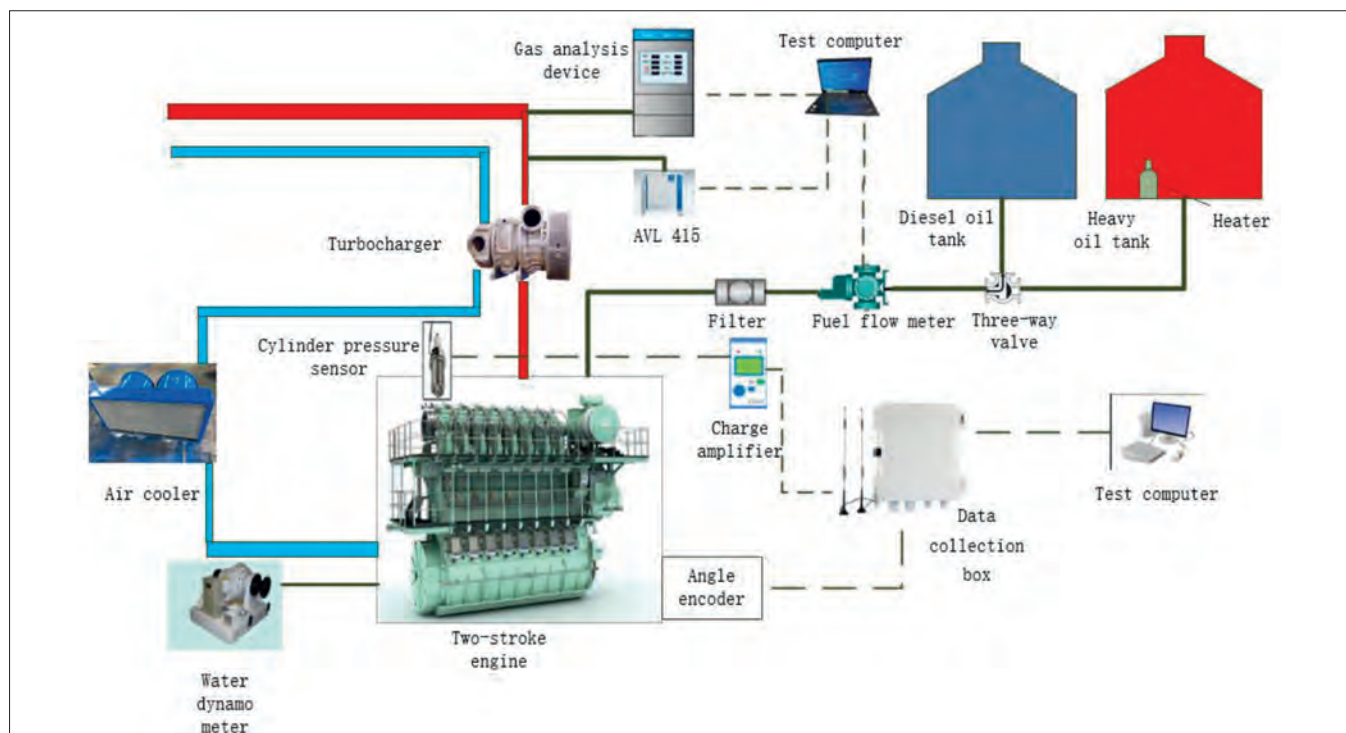 Gas analysis
device
Test computer
AVL 415
Diesel oil
tank
Heavy
oil tank
Heater
Turbocharger
Filter
Fuel flow meter
Three-way
valve
Cylinder pressure
sensor
Charge
amplifier
Air cooler
Data
collection
box
Test computer
Angle
encoder
Two-stroke
engine
Water
dynamo
meter